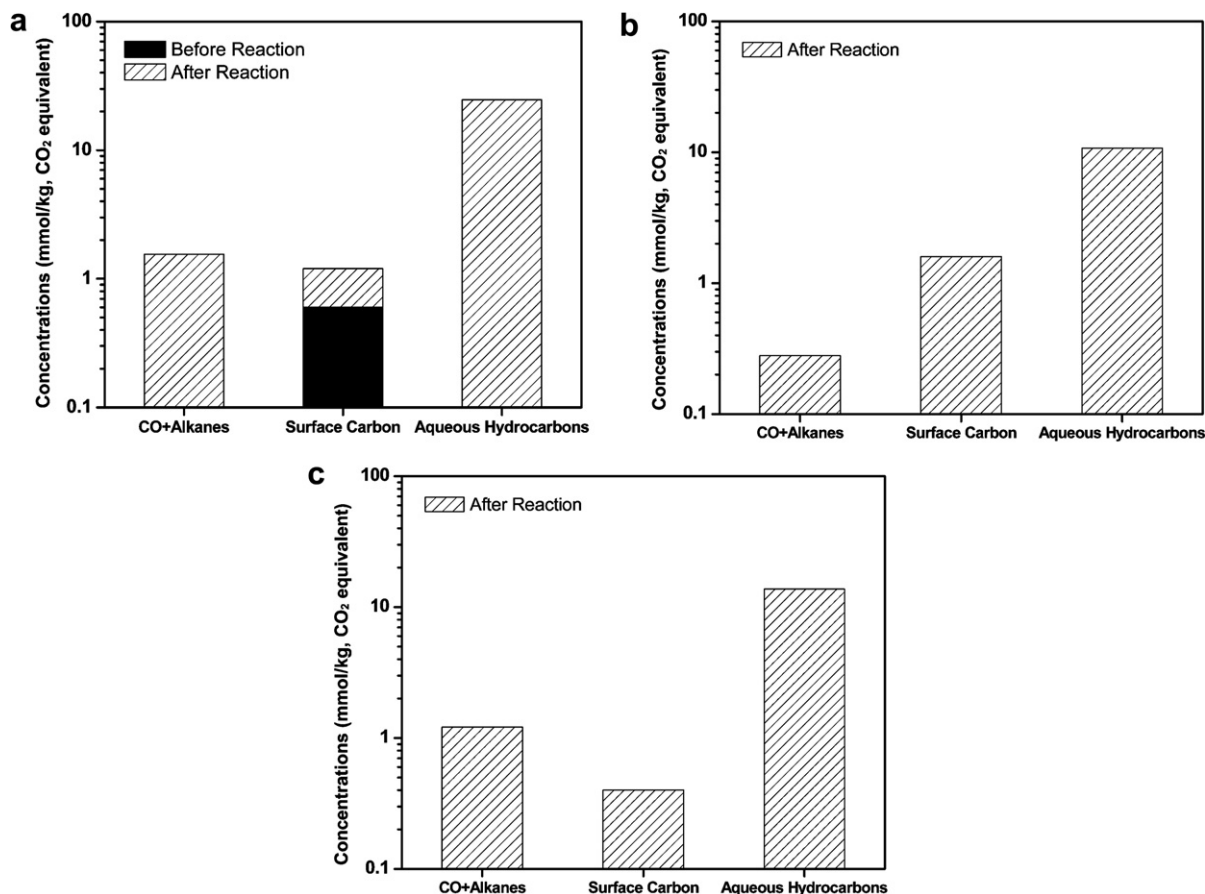 a
Concentrations (mmol/kg, CO₂ equivalent)
100
10
1
0.1
Before Reaction
After Reaction
CO+Alkanes
Surface Carbon
Aqueous Hydrocarbons
b
Concentrations (mmol/kg, CO₂ equivalent)
100
10
1
0.1
After Reaction
CO+Alkanes
Surface Carbon
Aqueous Hydrocarbons
c
Concentrations (mmol/kg, CO₂ equivalent)
100
10
1
0.1
After Reaction
CO+Alkanes
Surface Carbon
Aqueous Hydrocarbons